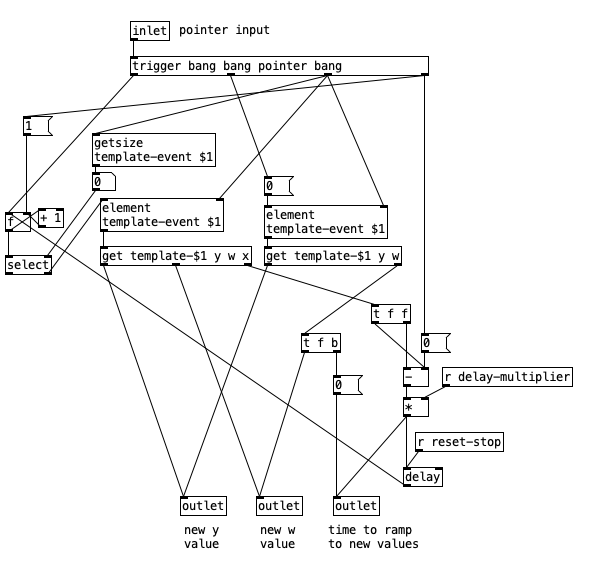 inlet
pointer input
trigger bang bang pointer bang
1
getsize
template-event $1
0
0
f
+ 1
element
template-event $1
element
template-event $1
select
get template-$1 y w x
get template-$1 y w
t f f
t f b
0
0
-
r delay-multiplier
*
r reset-stop
delay
outlet
outlet
outlet
new y
value
new w
value
time to ramp
to new values